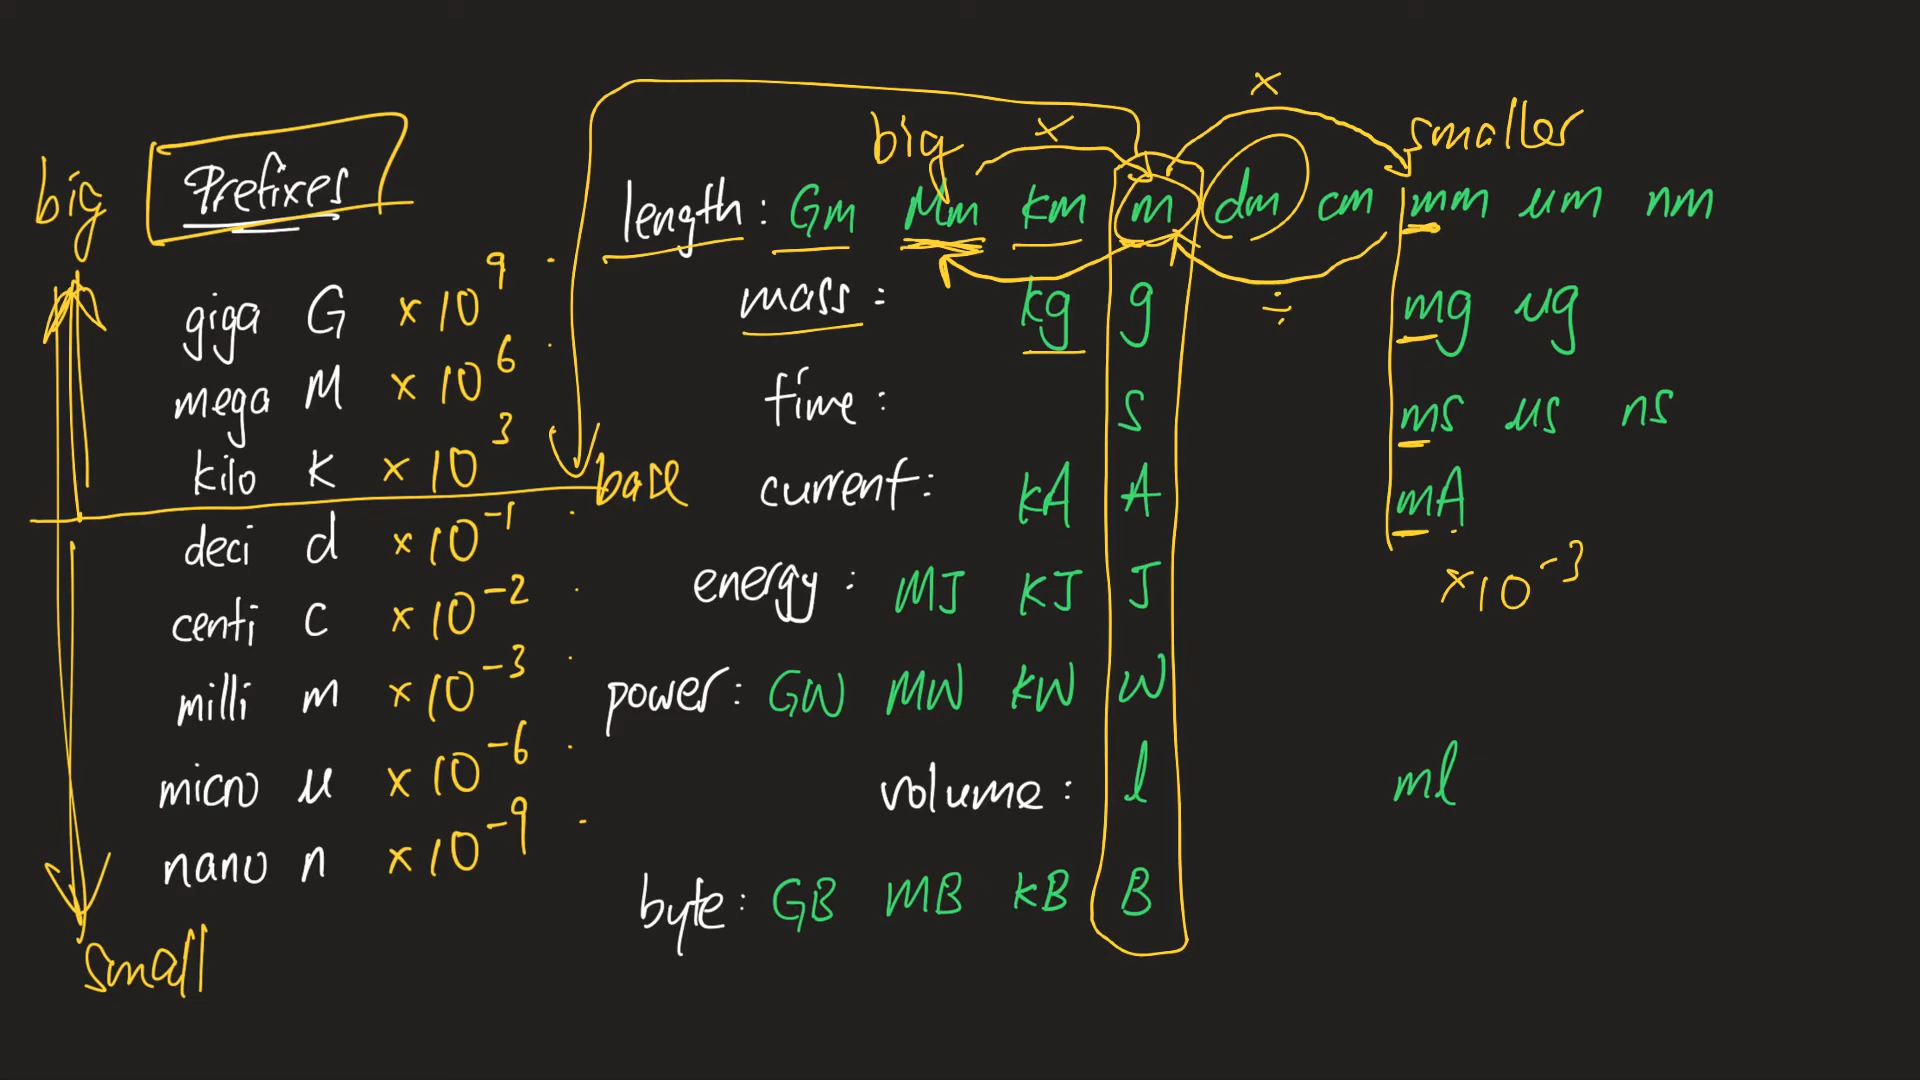 big
Prefixes
giga G × 10^9
mega M × 10^6
kilo k × 10^3
base
deci d × 10^-1
centi c × 10^-2
milli m × 10^-3
micro μ × 10^-6
nano n × 10^-9
small
big × × smaller
length: Gm Mm km m dm cm mm μm nm
÷
mass: kg g mg μg
time: s ms μs ns
current: kA A mA
×10^-3
energy: MJ kJ J
power: GW MW kW W
volume: l ml
byte: GB MB kB B